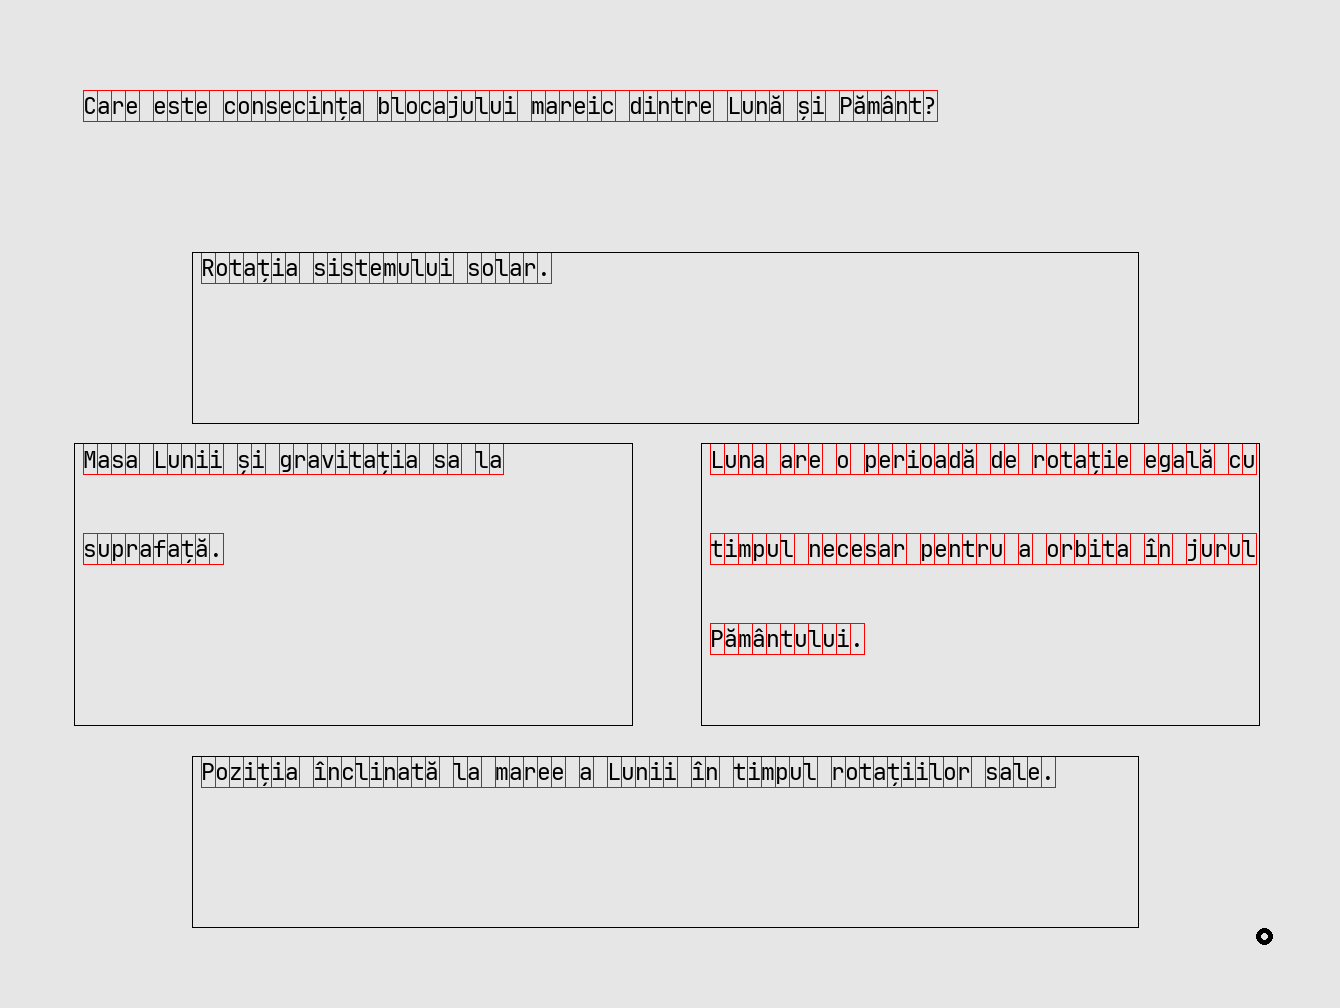 Care este consecința blocajului mareic dintre Lună și Pământ?
Rotația sistemului solar.
Masa Lunii și gravitația sa la
suprafață.
Luna are o perioadă de rotație egală cu
timpul necesar pentru a orbita în jurul
Pământului.
Poziția înclinată la maree a Lunii în timpul rotațiilor sale.